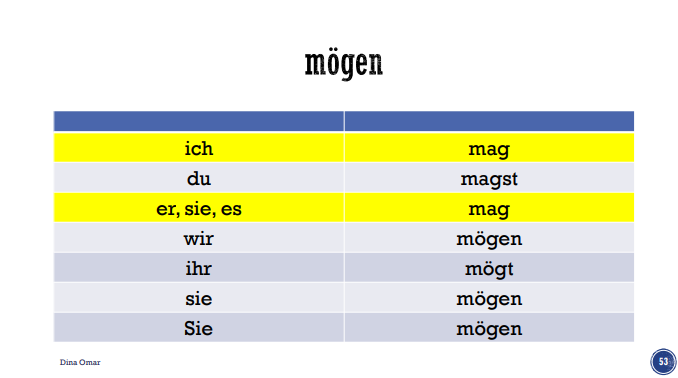 mögen
ich mag
du magst
er, sie, es mag
wir mögen
ihr mögt
sie mögen
Sie mögen
Dina Omar
53